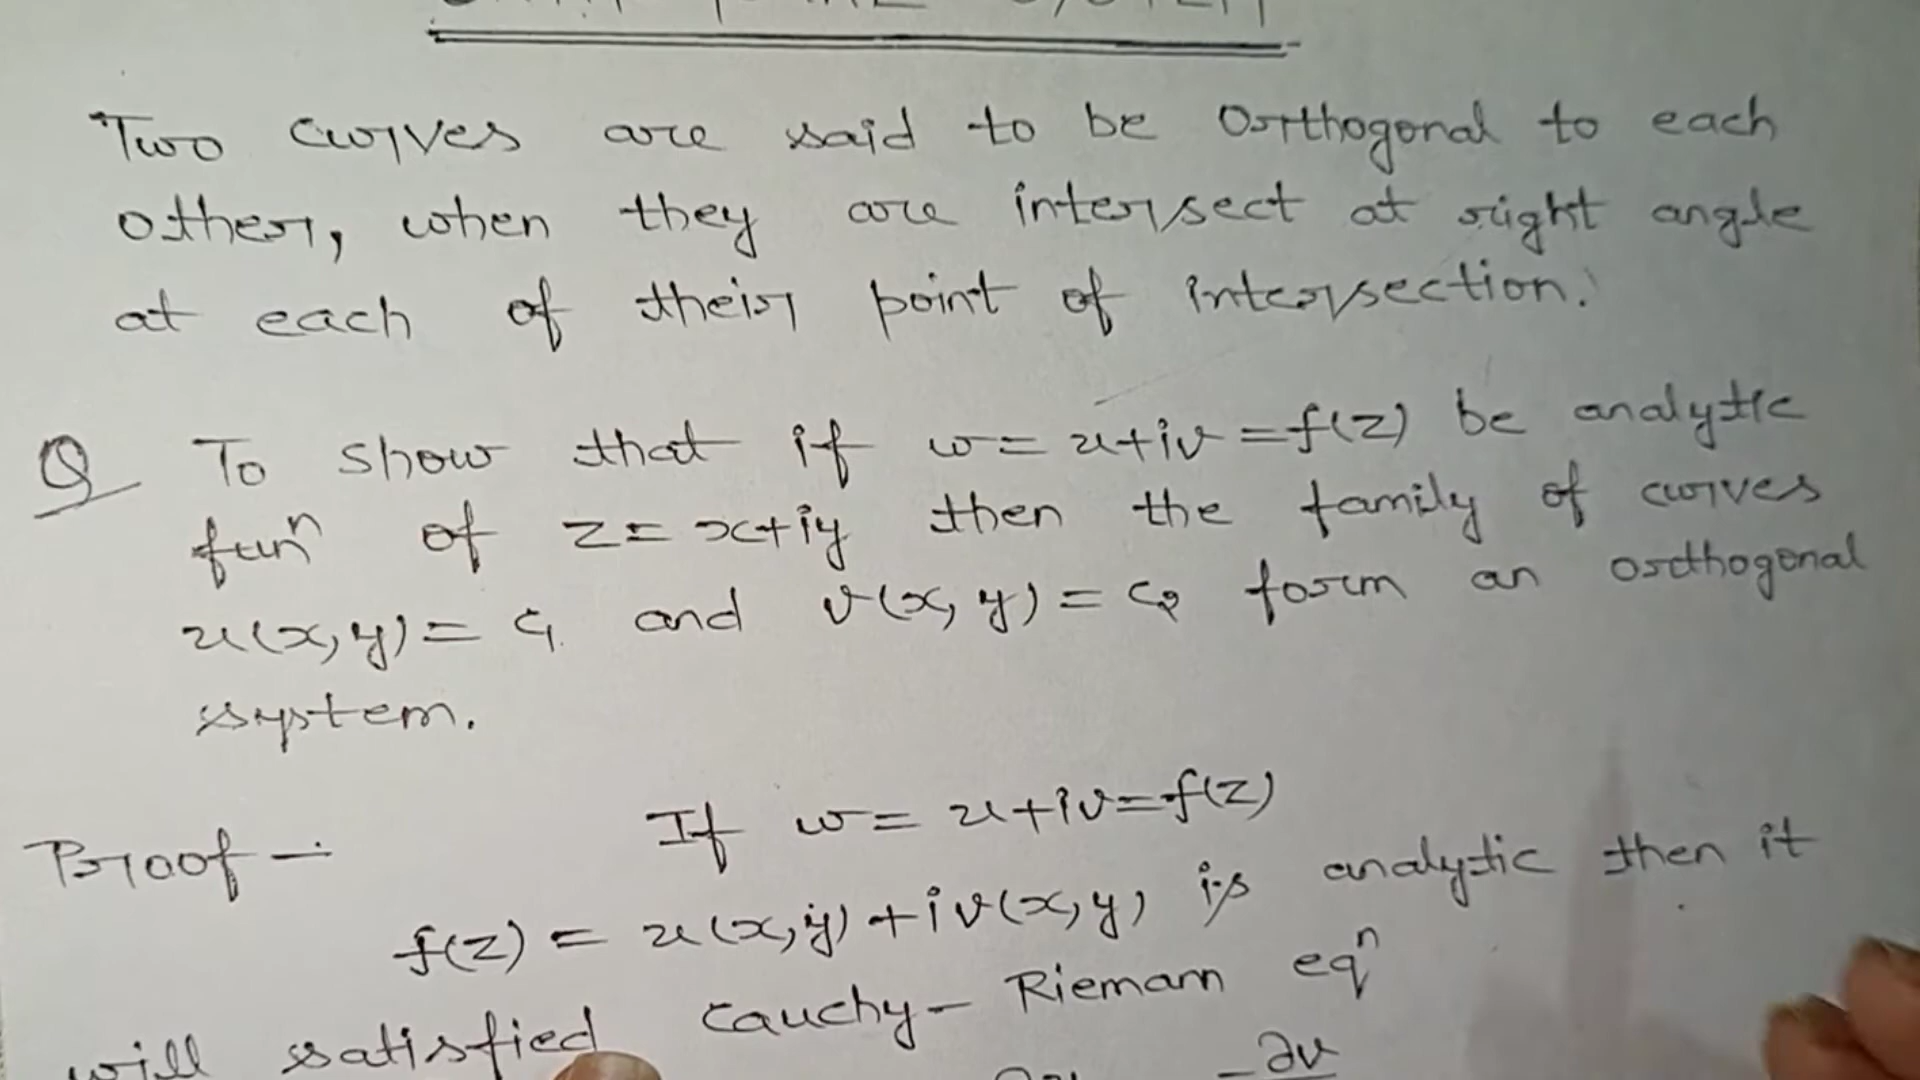 Two curves are said to be Orthogonal to each
other, when they are intersect at right angle
at each of their point of intersection.
Q To show that if w = u+iv = f(z) be analytic
funⁿ of z = x+iy then the family of curves
u(x,y) = c₁ and v(x,y) = c₂ form an orthogonal
system.
Proof - If w = u+iv = f(z)
f(z) = u(x,y) + iv(x,y) is analytic then it
will satisfied Cauchy-Riemann eqⁿ
∂v